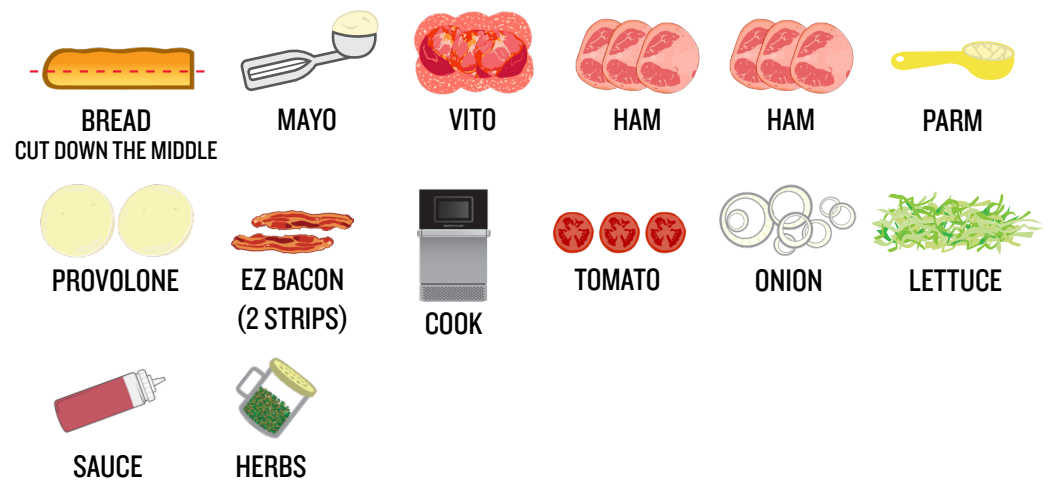 BREAD
CUT DOWN THE MIDDLE
MAYO
VITO
HAM
HAM
PARM
PROVOLONE
EZ BACON
(2 STRIPS)
COOK
TOMATO
ONION
LETTUCE
SAUCE
HERBS